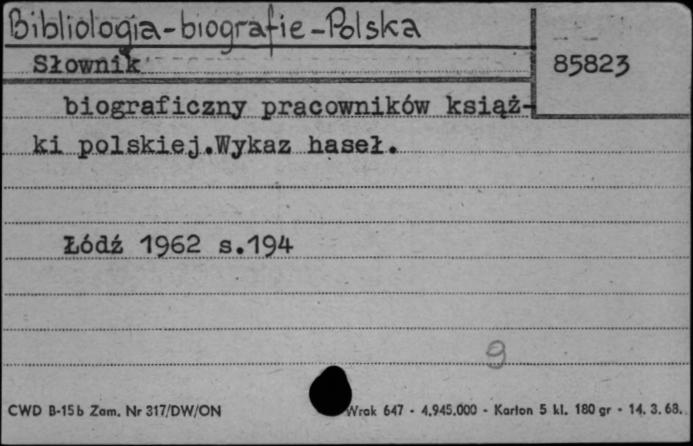 Bibliologia-biografie-Polska
Słownik
85823
biograficzny pracowników książ-
ki polskiej.Wykaz haseł.
Łódź 1962 s.194
9
CWD B-15b Zam. Nr 317/DW/ON
Wrak 647 - 4.945.000 - Karton 5 kl. 180 gr - 14. 3. 68.